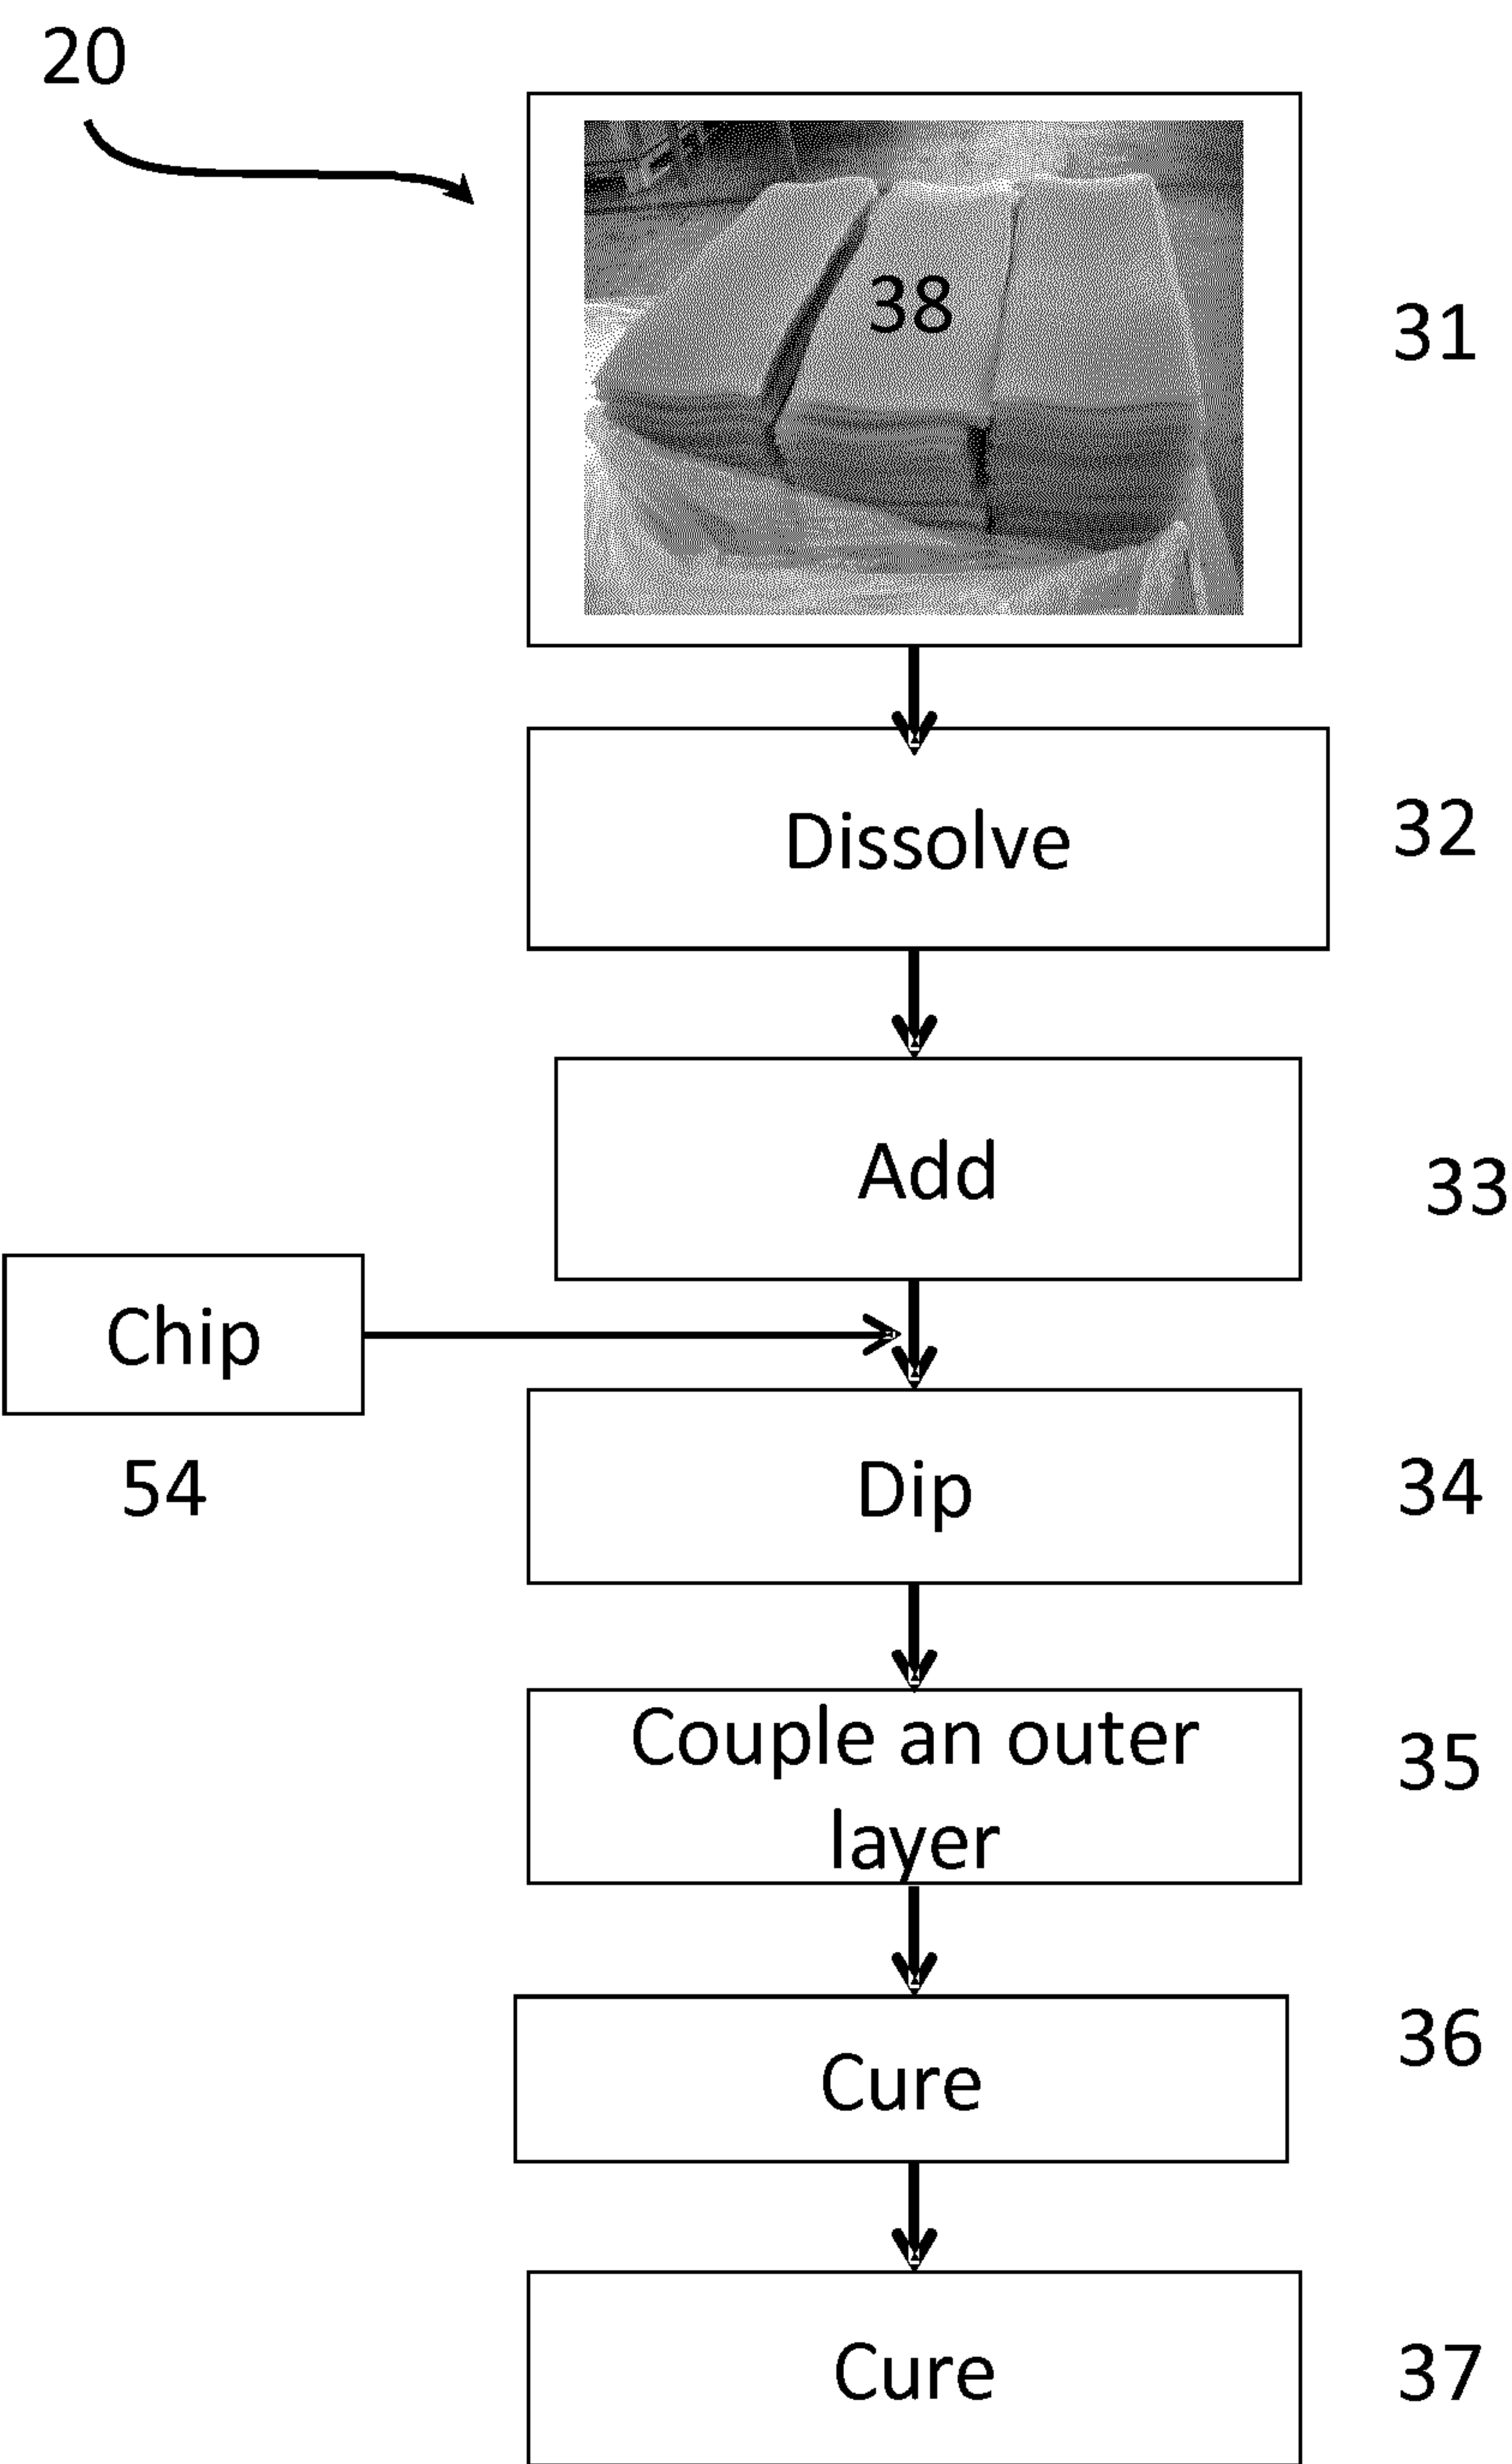 20
38
31
Dissolve
32
Add
33
Chip
54
Dip
34
Couple an outer
layer
35
Cure
36
Cure
37